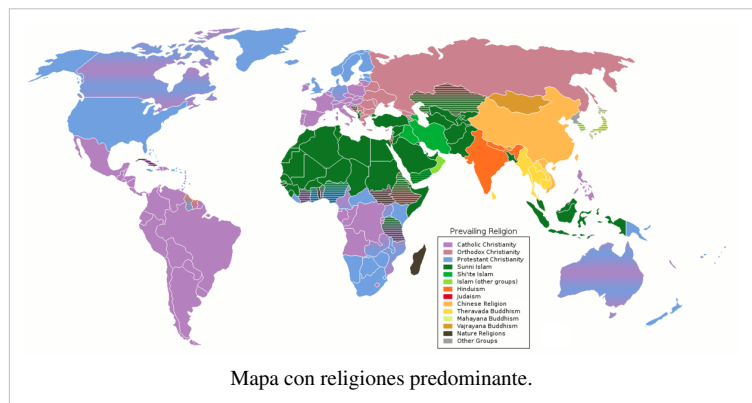 Prevailing Religion
Catholic Christianity
Orthodox Christianity
Protestant Christianity
Sunni Islam
Shi'ite Islam
Islam (other groups)
Hinduism
Judaism
Chinese Religion
Theravada Buddhism
Mahayana Buddhism
Vajrayana Buddhism
Nature Religions
Other Groups
Mapa con religiones predominante.